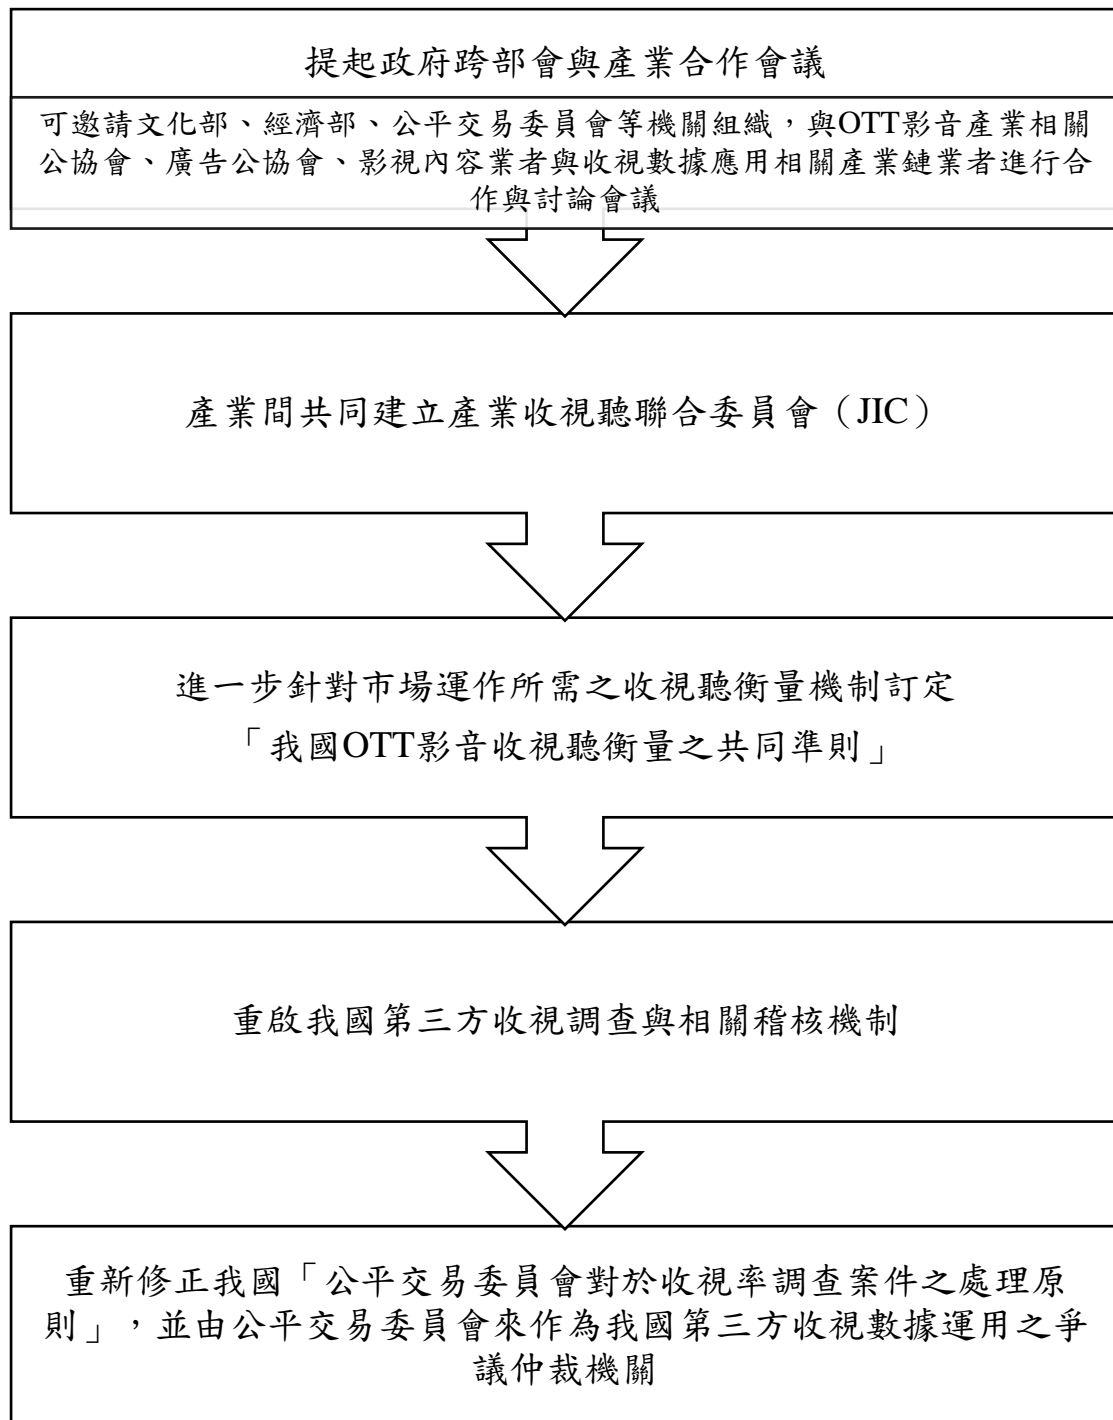 提起政府跨部會與產業合作會議
可邀請文化部、經濟部、公平交易委員會等機關組織，與OTT影音產業相關
公協會、廣告公協會、影視內容業者與收視數據應用相關產業鏈業者進行合
作與討論會議
產業間共同建立產業收視聽聯合委員會（JIC）
進一步針對市場運作所需之收視聽衡量機制訂定
「我國OTT影音收視聽衡量之共同準則」
重啟我國第三方收視調查與相關稽核機制
重新修正我國「公平交易委員會對於收視率調查案件之處理原
則」，並由公平交易委員會來作為我國第三方收視數據運用之爭
議仲裁機關